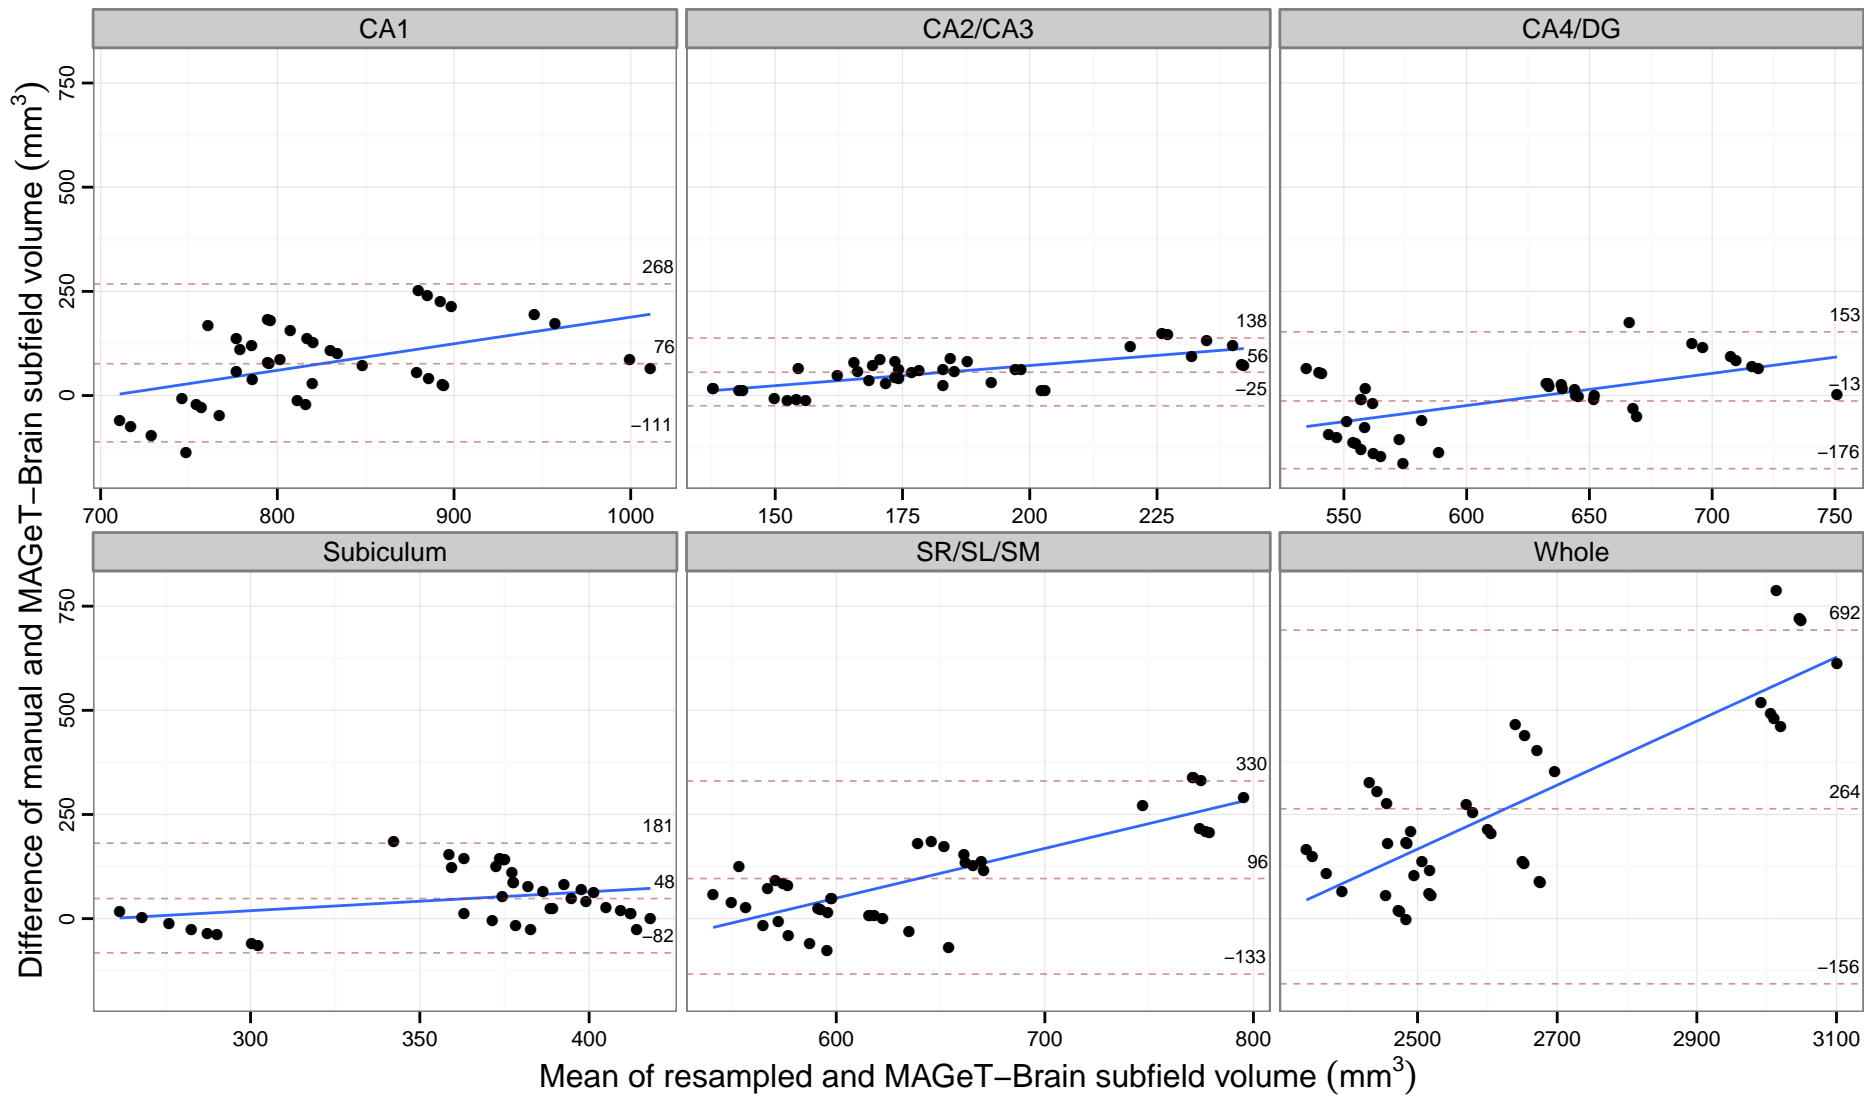 CA1
CA2/CA3
CA4/DG
Difference of manual and MAGeT−Brain subfield volume (mm³)
750
500
250
0
268
76
−111
138
56
−25
153
−13
−176
700 800 900 1000
150 175 200 225
550 600 650 700 750
Subiculum
SR/SL/SM
Whole
750
500
250
0
181
48
−82
330
96
−133
692
264
−156
300 350 400
600 700 800
2500 2700 2900 3100
Mean of resampled and MAGeT−Brain subfield volume (mm³)